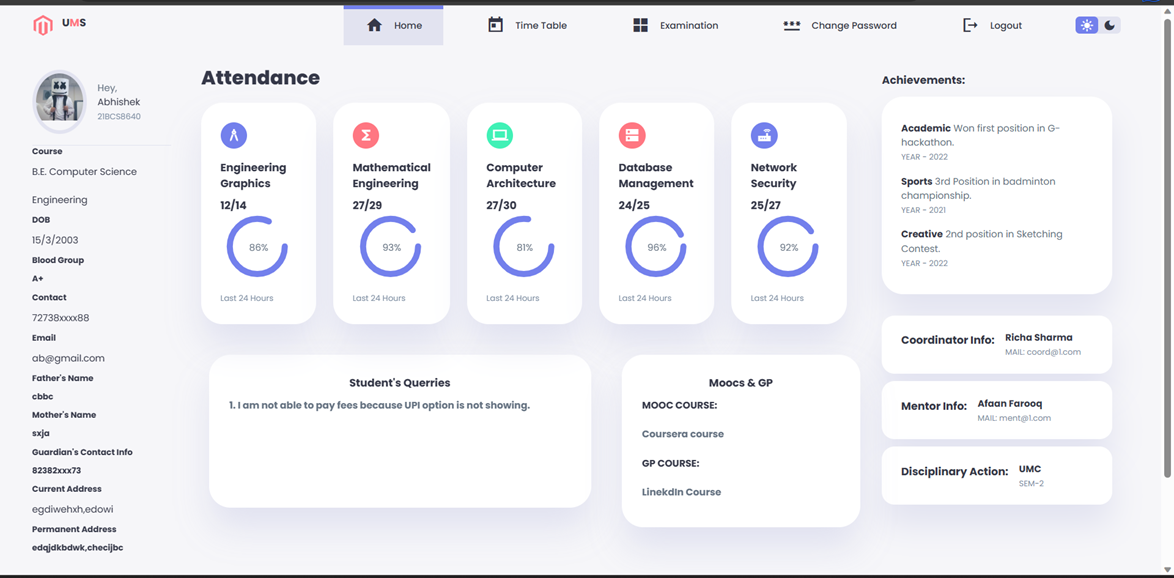 UMS
Home
Time Table
Examination
Change Password
Logout
Hey,
Abhishek
21BCS8640
Course
B.E. Computer Science
Engineering
DOB
15/3/2003
Blood Group
A+
Contact
72738xxxx88
Email
ab@gmail.com
Father's Name
cbbc
Mother's Name
sxja
Guardian's Contact Info
82382xxx73
Current Address
egdiwehxh,edowi
Permanent Address
edqjdkbdwk,checijbc
Attendance
Engineering
Graphics
12/14
86%
Last 24 Hours
Mathematical
Engineering
27/29
93%
Last 24 Hours
Computer
Architecture
27/30
81%
Last 24 Hours
Database
Management
24/25
96%
Last 24 Hours
Network
Security
25/27
92%
Last 24 Hours
Student's Querries
1. I am not able to pay fees because UPI option is not showing.
Moocs & GP
MOOC COURSE:
Coursera course
GP COURSE:
LinekdIn Course
Achievements:
Academic Won first position in G-
hackathon.
YEAR - 2022
Sports 3rd Position in badminton
championship.
YEAR - 2021
Creative 2nd position in Sketching
Contest.
YEAR - 2022
Coordinator Info:
Richa Sharma
MAIL: coord@1.com
Mentor Info:
Afaan Farooq
MAIL: ment@1.com
Disciplinary Action:
UMC
SEM-2